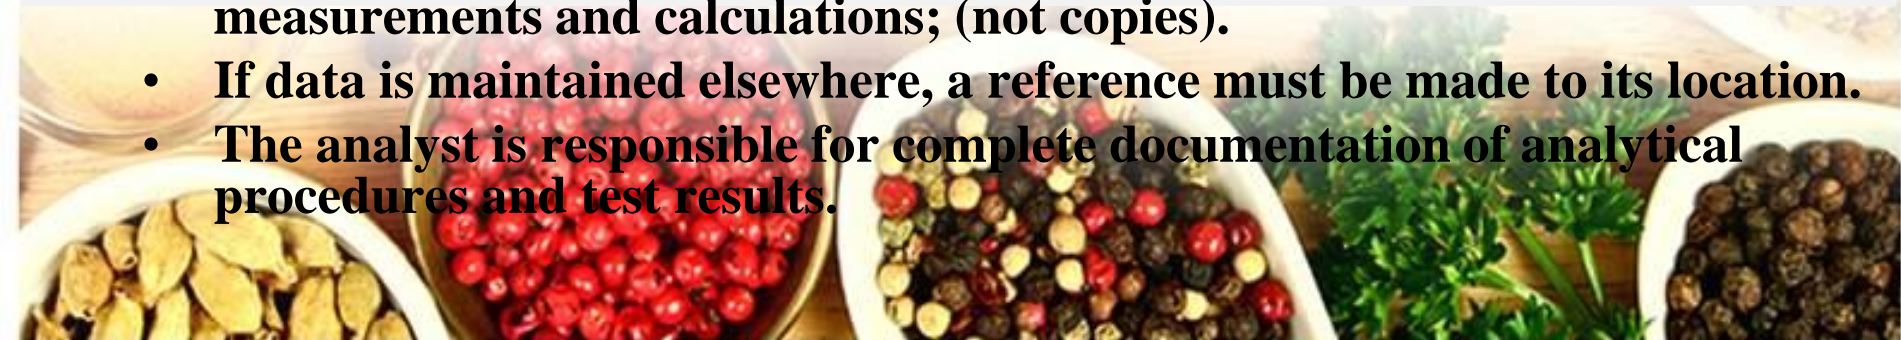 measurements and calculations; (not copies).
• If data is maintained elsewhere, a reference must be made to its location.
• The analyst is responsible for complete documentation of analytical
procedures and test results.